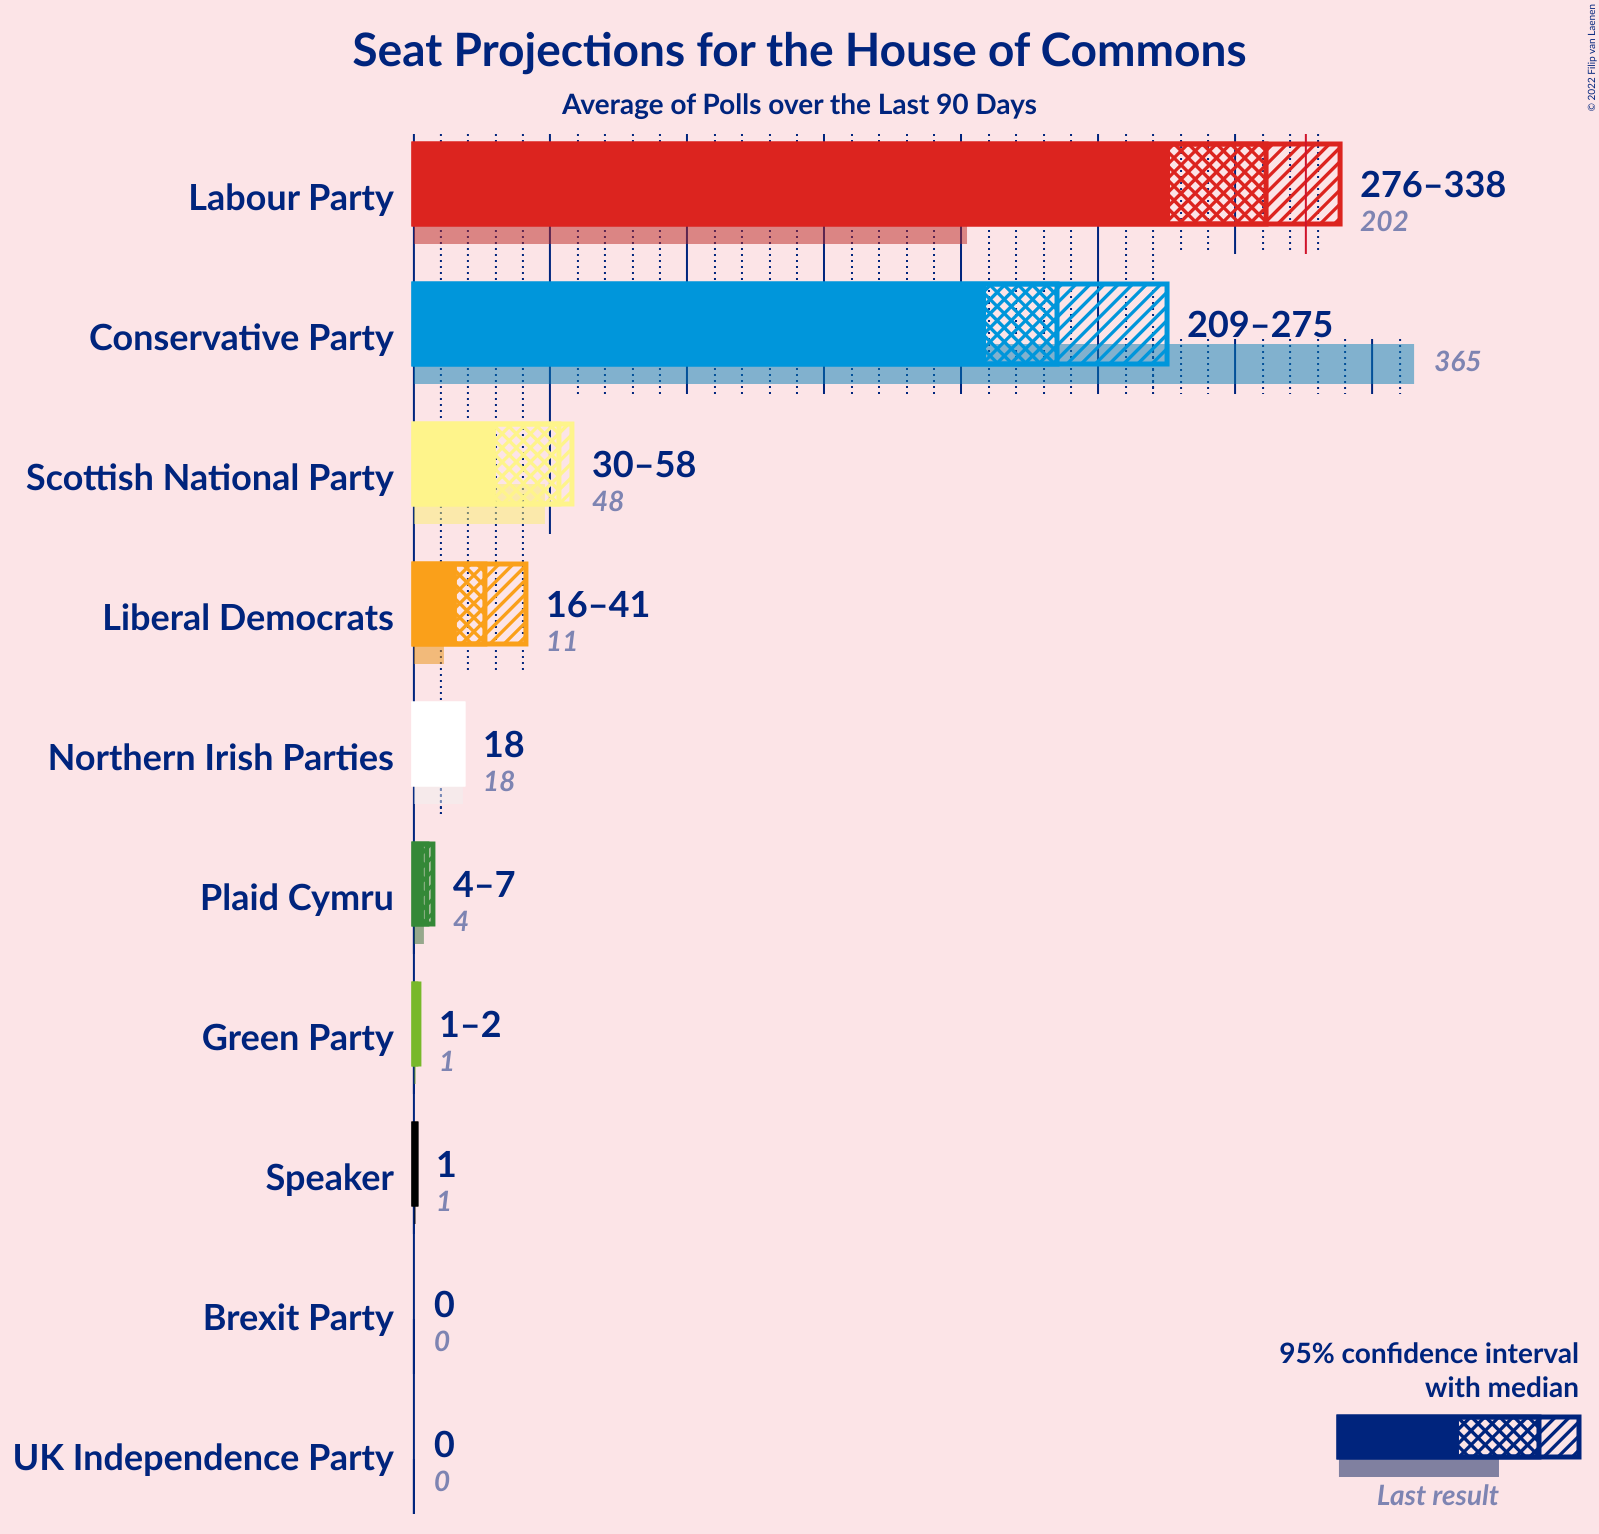 Seat Projections for the House of Commons
Average of Polls over the Last 90 Days
© 2022 Filip van Laenen
Labour Party
276–338
202
Conservative Party
209–275
365
Scottish National Party
30–58
48
Liberal Democrats
16–41
11
Northern Irish Parties
18
18
Plaid Cymru
4–7
4
Green Party
1–2
1
Speaker
1
1
Brexit Party
0
0
UK Independence Party
0
0
95% confidence interval
with median
Last result